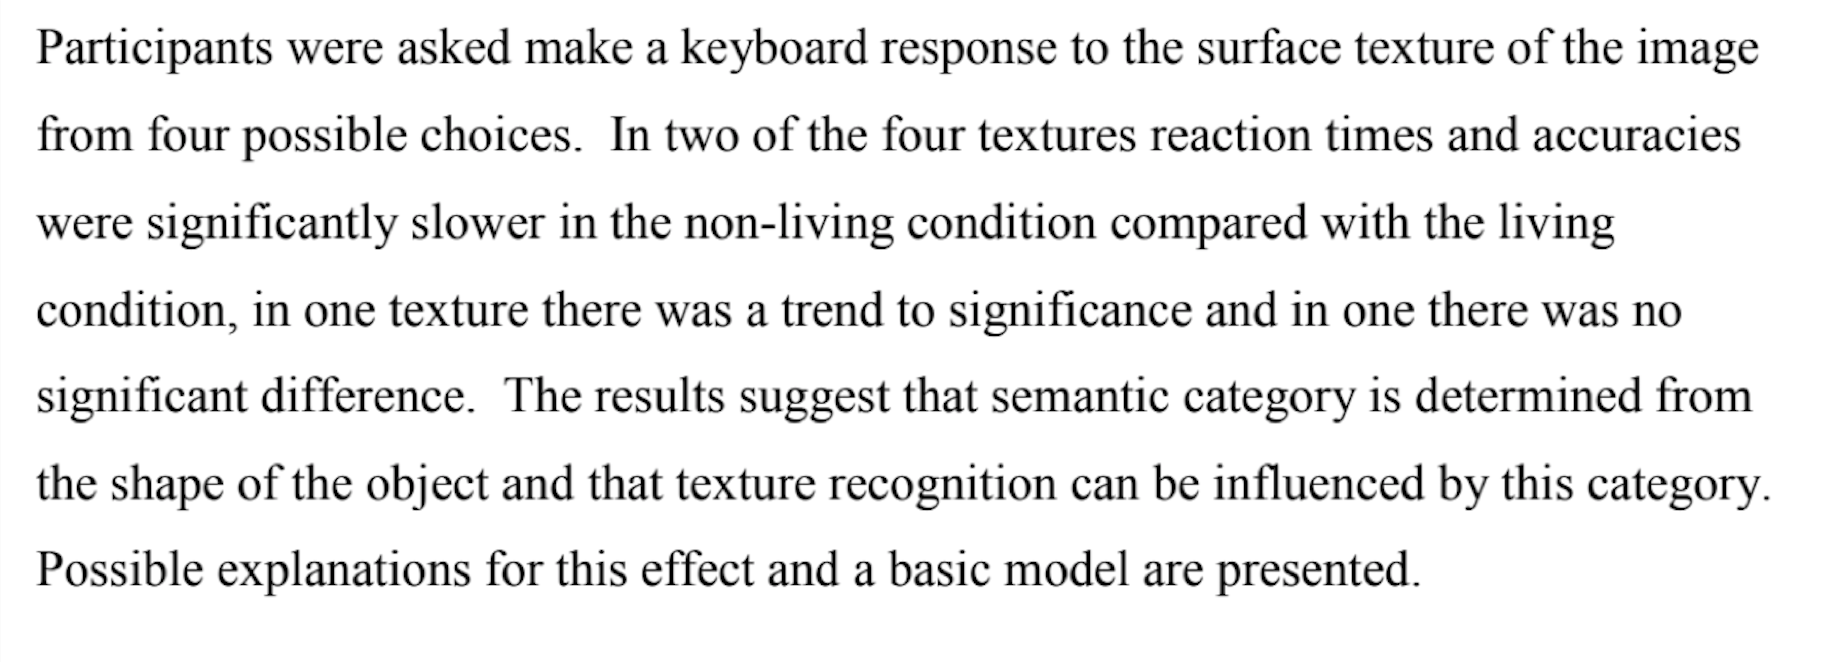 Participants were asked make a keyboard response to the surface texture of the image
from four possible choices.  In two of the four textures reaction times and accuracies
were significantly slower in the non-living condition compared with the living
condition, in one texture there was a trend to significance and in one there was no
significant difference.  The results suggest that semantic category is determined from
the shape of the object and that texture recognition can be influenced by this category.
Possible explanations for this effect and a basic model are presented.